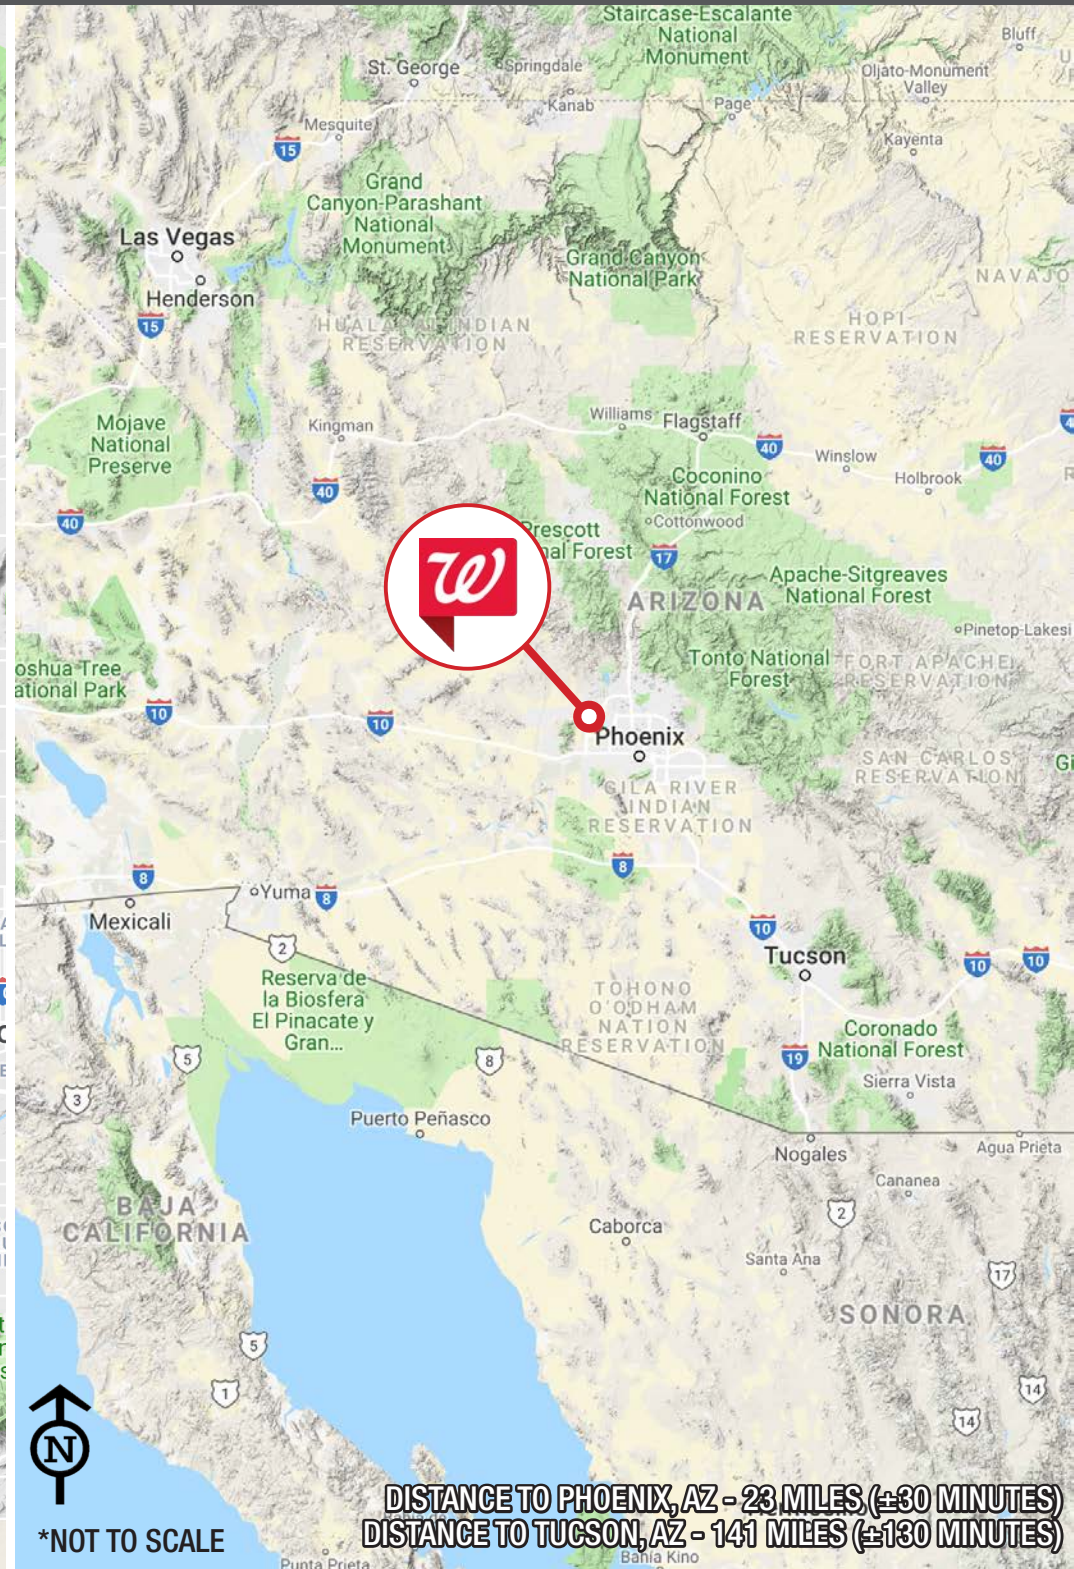 Staircase-Escalante
National
Monument
Bluff
St. George
Springdale
Oljato-Monument
Valley
Kanab
Page
Mesquite
15
Kayenta
Grand
Canyon-Parashant
National
Monument
Las Vegas
Grand Canyon
National Park
NAVAJO
Henderson
15
HUALAPAI INDIAN
RESERVATION
HOPI
RESERVATION
Mojave
National
Preserve
Kingman
Williams
Flagstaff
40
Winslow
40
Holbrook
40
Coconino
National Forest
40
Cottonwood
Prescott
nal Forest
17
W
Apache-Sitgreaves
National Forest
ARIZONA
Pinetop-Lakesi
oshua Tree
ational Park
Tonto National
Forest
FORT APACHE
RESERVATION
10
10
Phoenix
SAN CARLOS
RESERVATION
Gi
GILA RIVER
INDIAN
RESERVATION
8
8
Yuma
8
Mexicali
10
2
Tucson
10
10
Reserva de
la Biosfera
El Pinacate y
Gran...
TOHONO
O'ODHAM
NATION
RESERVATION
Coronado
National Forest
5
8
19
Sierra Vista
3
Puerto Peñasco
Nogales
Agua Prieta
Cananea
BAJA
CALIFORNIA
2
Caborca
Santa Ana
17
SONORA
5
1
14
14
N
DISTANCE TO PHOENIX, AZ - 23 MILES (±30 MINUTES)
DISTANCE TO TUCSON, AZ - 141 MILES (±130 MINUTES)
*NOT TO SCALE
Punta Prieta
Bahía Kino